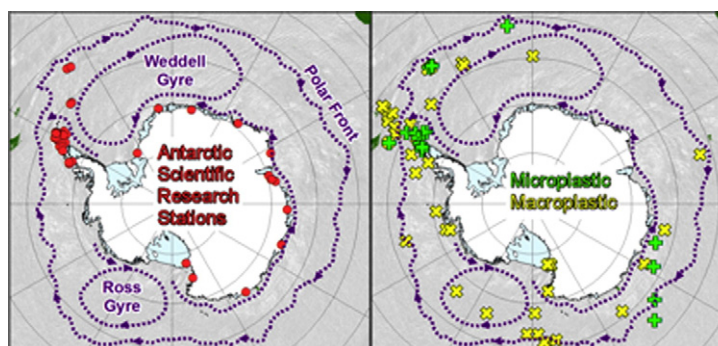 Weddell
Gyre
Polar Front
Antarctic
Scientific
Research
Stations
Ross
Gyre
Microplastic
Macroplastic